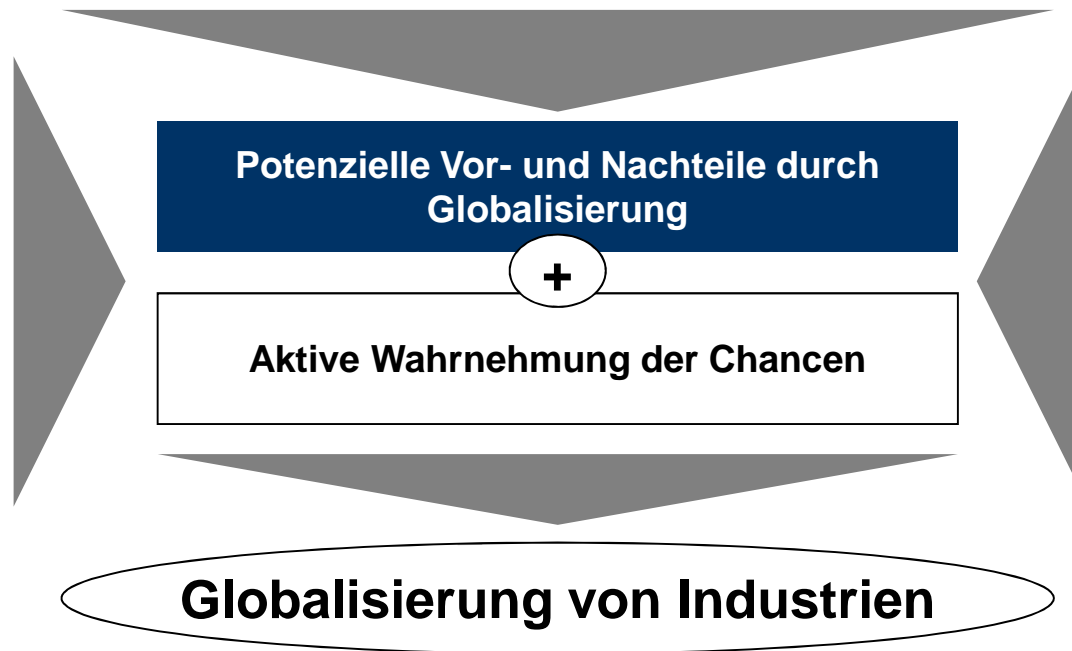 Potenzielle Vor- und Nachteile durch
Globalisierung
+
Aktive Wahrnehmung der Chancen
Globalisierung von Industrien